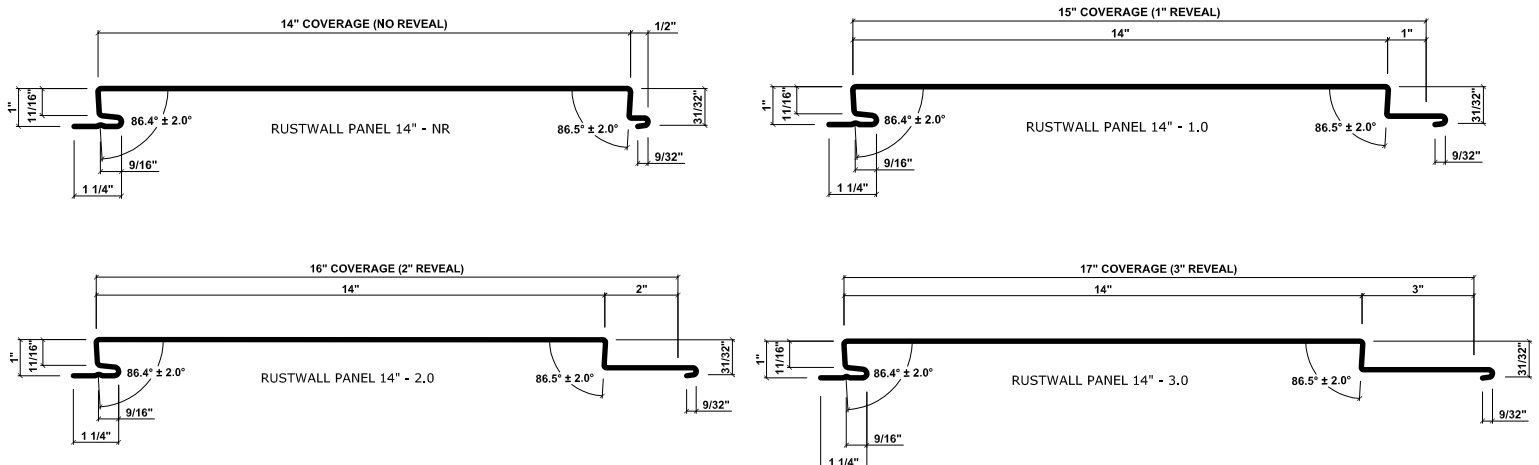 14" COVERAGE (NO REVEAL)
1/2"
1"
11/16"
86.4° ± 2.0°
RUSTWALL PANEL 14" - NR
86.5° ± 2.0°
31/32"
9/16"
9/32"
1 1/4"
15" COVERAGE (1" REVEAL)
14"
1"
1"
11/16"
86.4° ± 2.0°
RUSTWALL PANEL 14" - 1.0
86.5° ± 2.0°
31/32"
9/16"
9/32"
1 1/4"
16" COVERAGE (2" REVEAL)
14"
2"
1"
11/16"
86.4° ± 2.0°
RUSTWALL PANEL 14" - 2.0
86.5° ± 2.0°
31/32"
9/16"
9/32"
1 1/4"
17" COVERAGE (3" REVEAL)
14"
3"
1"
11/16"
86.4° ± 2.0°
RUSTWALL PANEL 14" - 3.0
86.5° ± 2.0°
31/32"
9/16"
9/32"
1 1/4"